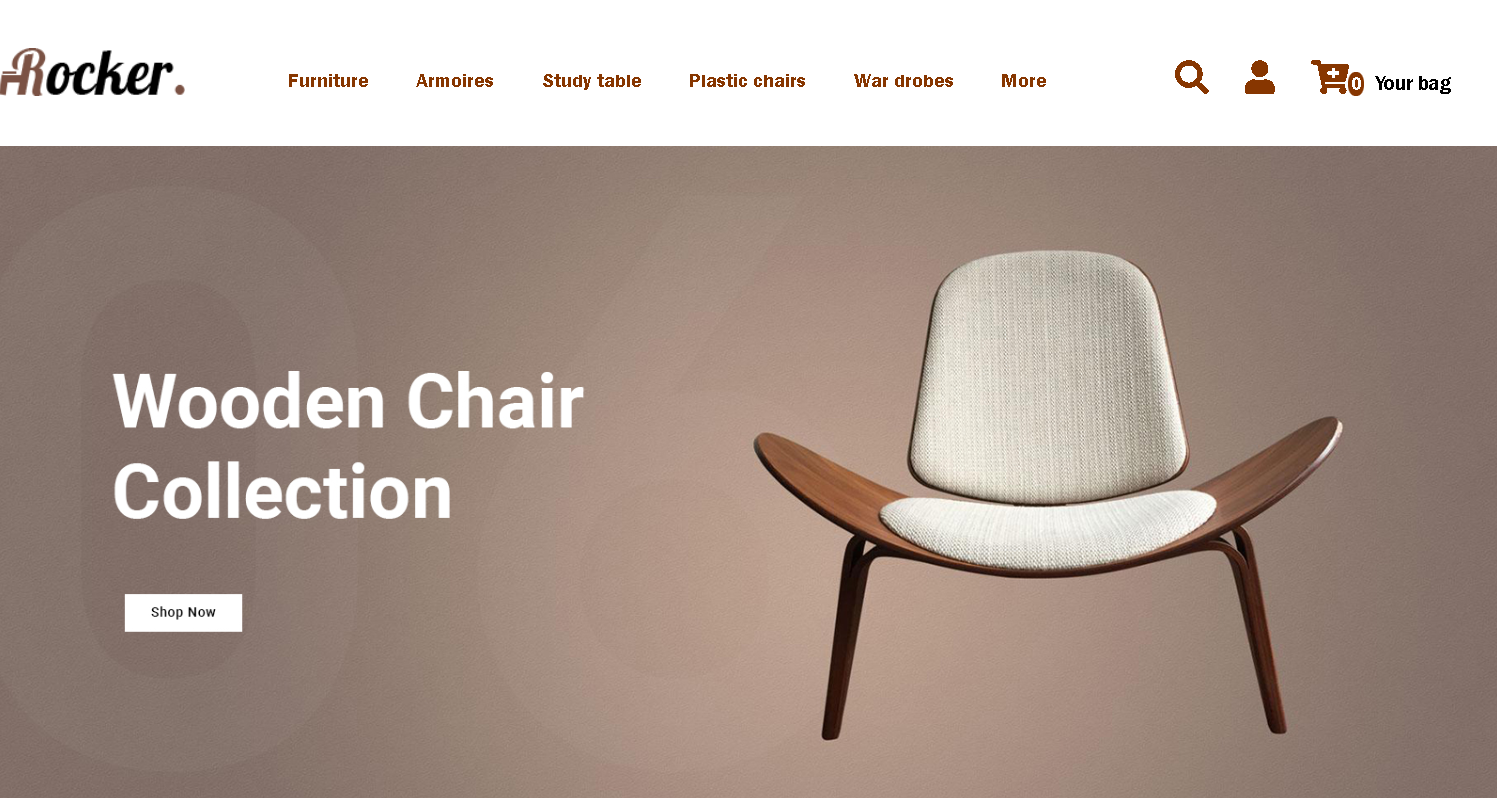 Rocker.
Furniture Armoires Study table Plastic chairs War drobes More 0 Your bag
Wooden Chair
Collection
Shop Now